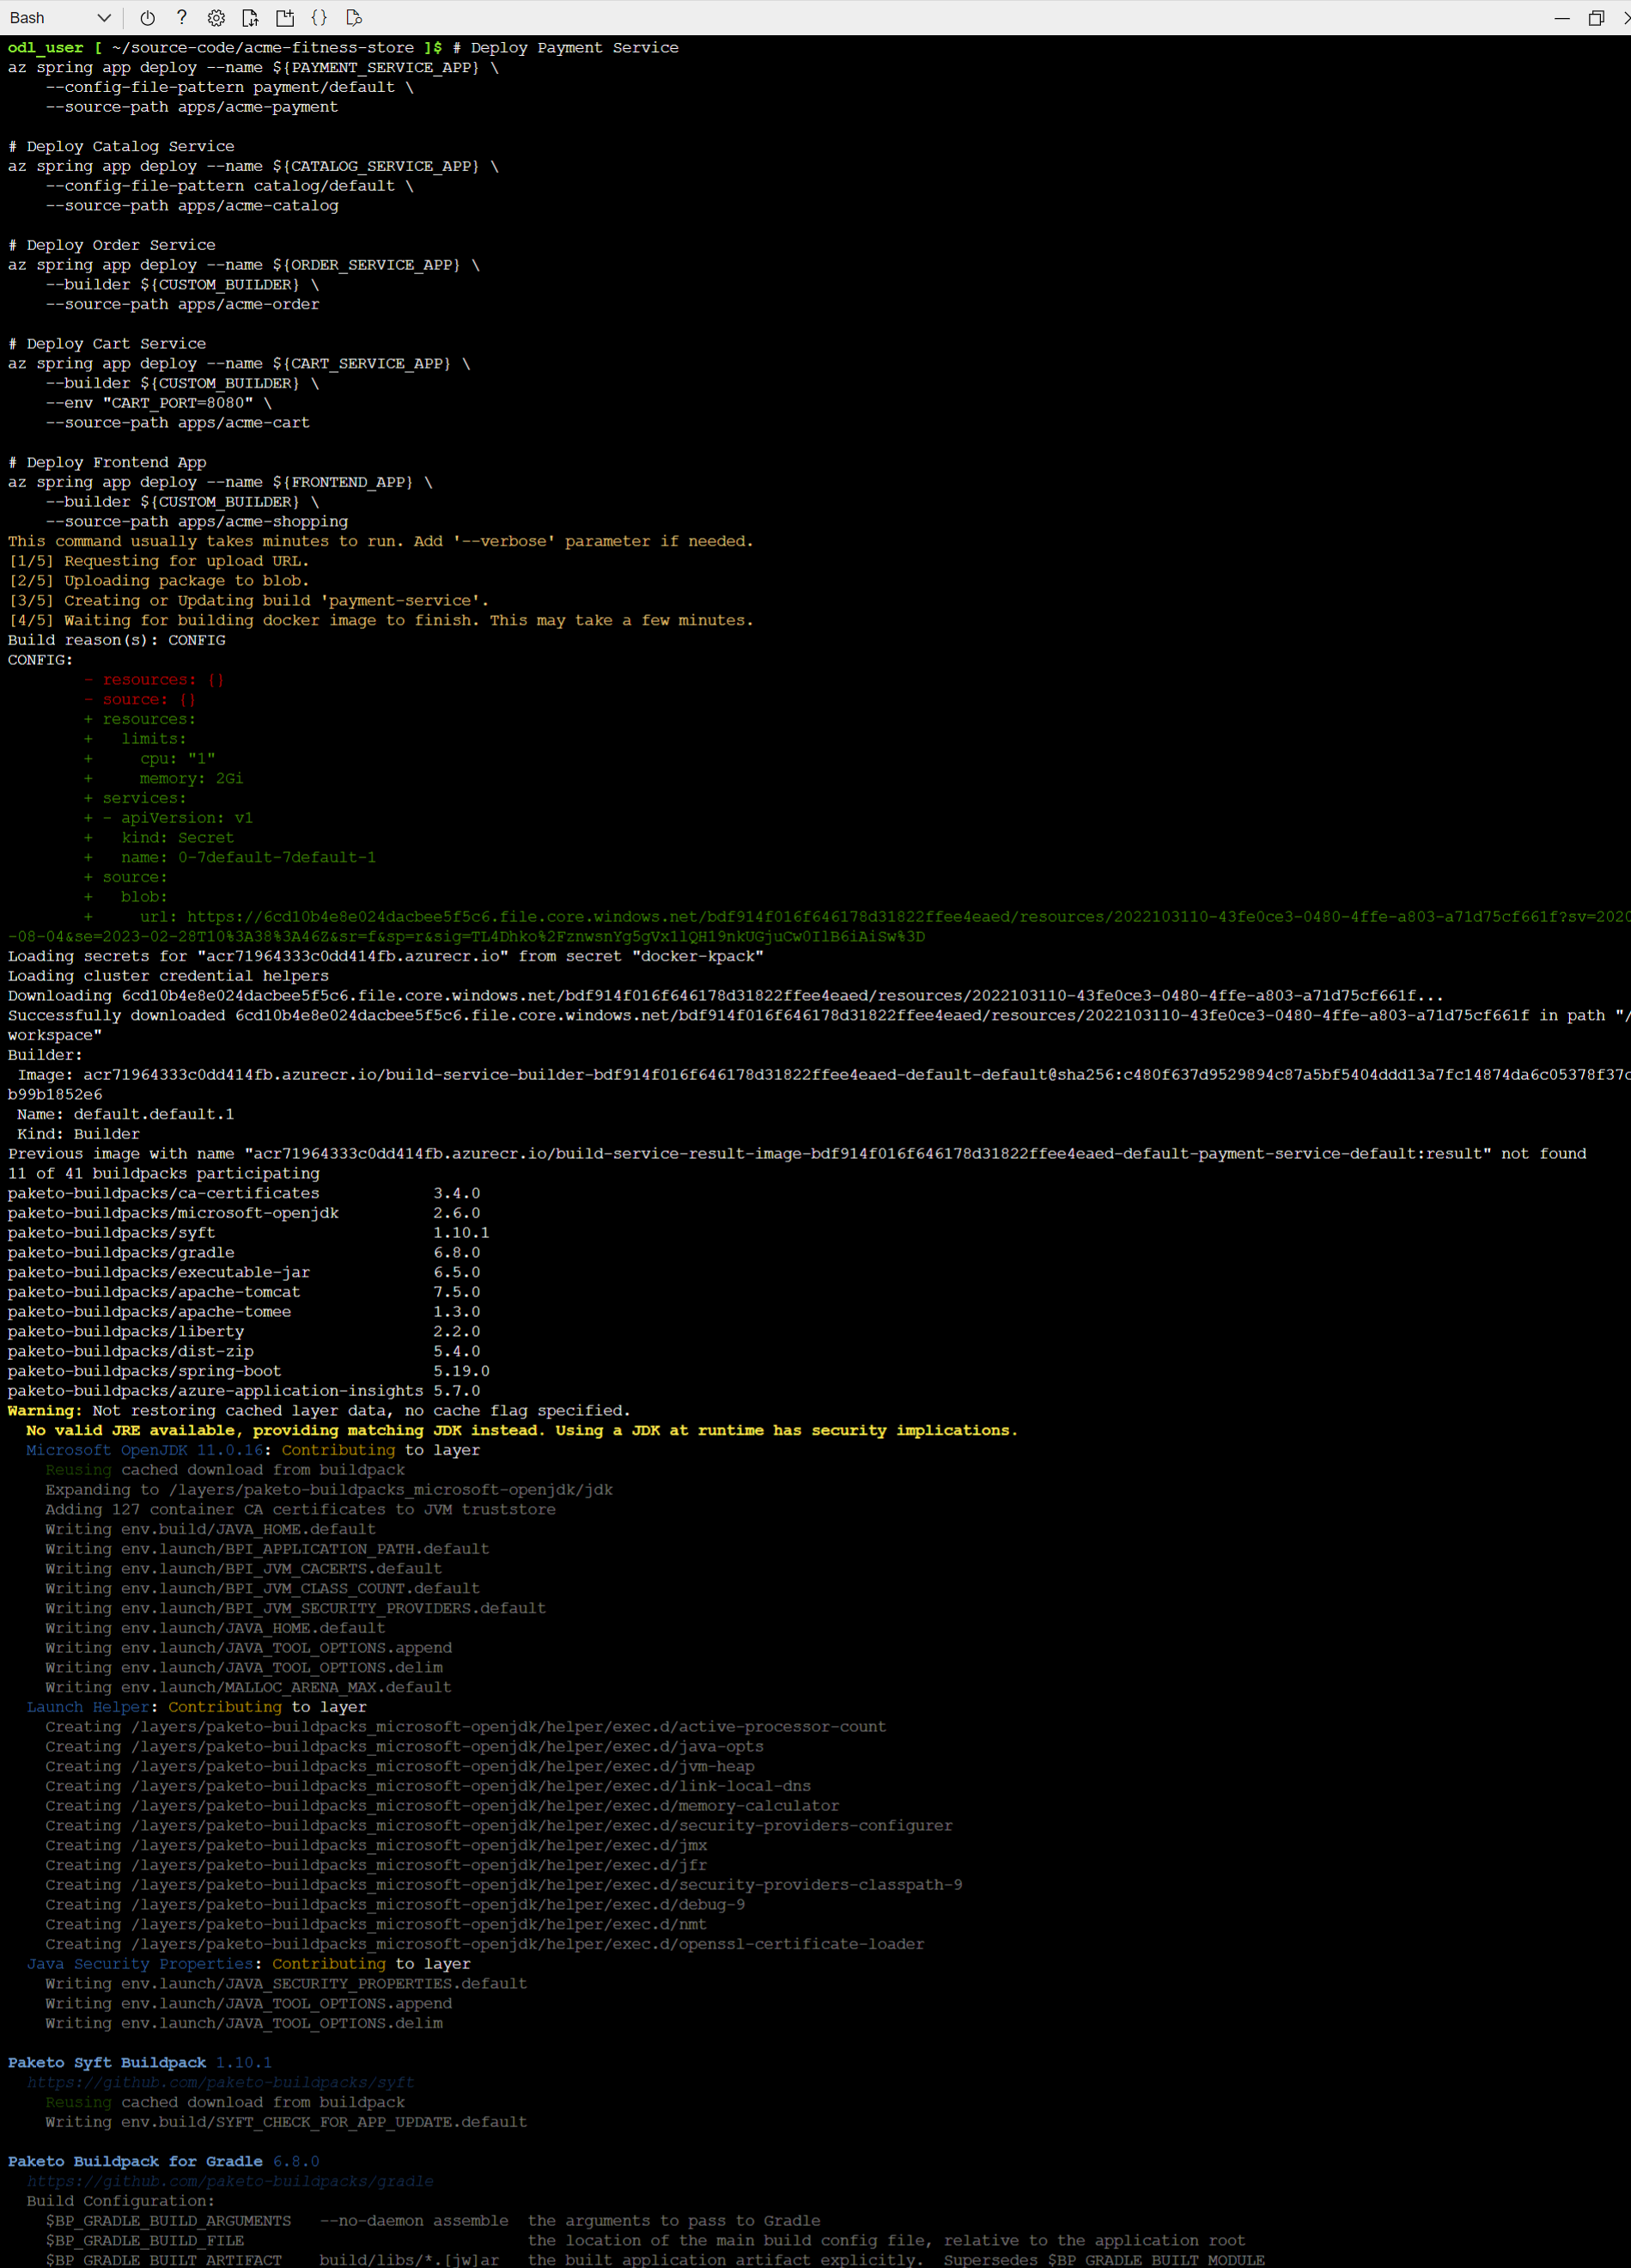 Bash
odl_user [ ~/source-code/acme-fitness-store ]$ # Deploy Payment Service
az spring app deploy --name ${PAYMENT_SERVICE_APP} \
    --config-file-pattern payment/default \
    --source-path apps/acme-payment

# Deploy Catalog Service
az spring app deploy --name ${CATALOG_SERVICE_APP} \
    --config-file-pattern catalog/default \
    --source-path apps/acme-catalog

# Deploy Order Service
az spring app deploy --name ${ORDER_SERVICE_APP} \
    --builder ${CUSTOM_BUILDER} \
    --source-path apps/acme-order

# Deploy Cart Service
az spring app deploy --name ${CART_SERVICE_APP} \
    --builder ${CUSTOM_BUILDER} \
    --env "CART_PORT=8080" \
    --source-path apps/acme-cart

# Deploy Frontend App
az spring app deploy --name ${FRONTEND_APP} \
    --builder ${CUSTOM_BUILDER} \
    --source-path apps/acme-shopping
This command usually takes minutes to run. Add '--verbose' parameter if needed.
[1/5] Requesting for upload URL.
[2/5] Uploading package to blob.
[3/5] Creating or Updating build 'payment-service'.
[4/5] Waiting for building docker image to finish. This may take a few minutes.
Build reason(s): CONFIG
CONFIG:
        - resources: {}
        - source: {}
        + resources:
        +   limits:
        +     cpu: "1"
        +     memory: 2Gi
        + services:
        + - apiVersion: v1
        +   kind: Secret
        +   name: 0-7default-7default-1
        + source:
        +   blob:
        +     url: https://6cd10b4e8e024dacbee5f5c6.file.core.windows.net/bdf914f016f646178d31822ffee4eaed/resources/2022103110-43fe0ce3-0480-4ffe-a803-a71d75cf661f?sv=2020
-08-04&se=2023-02-28T10%3A38%3A46Z&sr=f&sp=r&sig=TL4Dhko%2FznwsnYg5gVx1lQH19nkUGjuCw0IlB6iAiSw%3D
Loading secrets for "acr71964333c0dd414fb.azurecr.io" from secret "docker-kpack"
Loading cluster credential helpers
Downloading 6cd10b4e8e024dacbee5f5c6.file.core.windows.net/bdf914f016f646178d31822ffee4eaed/resources/2022103110-43fe0ce3-0480-4ffe-a803-a71d75cf661f...
Successfully downloaded 6cd10b4e8e024dacbee5f5c6.file.core.windows.net/bdf914f016f646178d31822ffee4eaed/resources/2022103110-43fe0ce3-0480-4ffe-a803-a71d75cf661f in path "/
workspace"
Builder:
 Image: acr71964333c0dd414fb.azurecr.io/build-service-builder-bdf914f016f646178d31822ffee4eaed-default-default@sha256:c480f637d9529894c87a5bf5404ddd13a7fc14874da6c05378f37c
b99b1852e6
 Name: default.default.1
 Kind: Builder
Previous image with name "acr71964333c0dd414fb.azurecr.io/build-service-result-image-bdf914f016f646178d31822ffee4eaed-default-payment-service-default:result" not found
11 of 41 buildpacks participating
paketo-buildpacks/ca-certificates            3.4.0
paketo-buildpacks/microsoft-openjdk          2.6.0
paketo-buildpacks/syft                       1.10.1
paketo-buildpacks/gradle                     6.8.0
paketo-buildpacks/executable-jar             6.5.0
paketo-buildpacks/apache-tomcat              7.5.0
paketo-buildpacks/apache-tomee               1.3.0
paketo-buildpacks/liberty                    2.2.0
paketo-buildpacks/dist-zip                   5.4.0
paketo-buildpacks/spring-boot                5.19.0
paketo-buildpacks/azure-application-insights 5.7.0
Warning: Not restoring cached layer data, no cache flag specified.
  No valid JRE available, providing matching JDK instead. Using a JDK at runtime has security implications.
  Microsoft OpenJDK 11.0.16: Contributing to layer
    Reusing cached download from buildpack
    Expanding to /layers/paketo-buildpacks_microsoft-openjdk/jdk
    Adding 127 container CA certificates to JVM truststore
    Writing env.build/JAVA_HOME.default
    Writing env.launch/BPI_APPLICATION_PATH.default
    Writing env.launch/BPI_JVM_CACERTS.default
    Writing env.launch/BPI_JVM_CLASS_COUNT.default
    Writing env.launch/BPI_JVM_SECURITY_PROVIDERS.default
    Writing env.launch/JAVA_HOME.default
    Writing env.launch/JAVA_TOOL_OPTIONS.append
    Writing env.launch/JAVA_TOOL_OPTIONS.delim
    Writing env.launch/MALLOC_ARENA_MAX.default
  Launch Helper: Contributing to layer
    Creating /layers/paketo-buildpacks_microsoft-openjdk/helper/exec.d/active-processor-count
    Creating /layers/paketo-buildpacks_microsoft-openjdk/helper/exec.d/java-opts
    Creating /layers/paketo-buildpacks_microsoft-openjdk/helper/exec.d/jvm-heap
    Creating /layers/paketo-buildpacks_microsoft-openjdk/helper/exec.d/link-local-dns
    Creating /layers/paketo-buildpacks_microsoft-openjdk/helper/exec.d/memory-calculator
    Creating /layers/paketo-buildpacks_microsoft-openjdk/helper/exec.d/security-providers-configurer
    Creating /layers/paketo-buildpacks_microsoft-openjdk/helper/exec.d/jmx
    Creating /layers/paketo-buildpacks_microsoft-openjdk/helper/exec.d/jfr
    Creating /layers/paketo-buildpacks_microsoft-openjdk/helper/exec.d/security-providers-classpath-9
    Creating /layers/paketo-buildpacks_microsoft-openjdk/helper/exec.d/debug-9
    Creating /layers/paketo-buildpacks_microsoft-openjdk/helper/exec.d/nmt
    Creating /layers/paketo-buildpacks_microsoft-openjdk/helper/exec.d/openssl-certificate-loader
  Java Security Properties: Contributing to layer
    Writing env.launch/JAVA_SECURITY_PROPERTIES.default
    Writing env.launch/JAVA_TOOL_OPTIONS.append
    Writing env.launch/JAVA_TOOL_OPTIONS.delim

Paketo Syft Buildpack 1.10.1
  https://github.com/paketo-buildpacks/syft
    Reusing cached download from buildpack
    Writing env.build/SYFT_CHECK_FOR_APP_UPDATE.default

Paketo Buildpack for Gradle 6.8.0
  https://github.com/paketo-buildpacks/gradle
  Build Configuration:
    $BP_GRADLE_BUILD_ARGUMENTS   --no-daemon assemble  the arguments to pass to Gradle
    $BP_GRADLE_BUILD_FILE                              the location of the main build config file, relative to the application root
    $BP_GRADLE_BUILT_ARTIFACT    build/libs/*.[jw]ar   the built application artifact explicitly.  Supersedes $BP_GRADLE_BUILT_MODULE